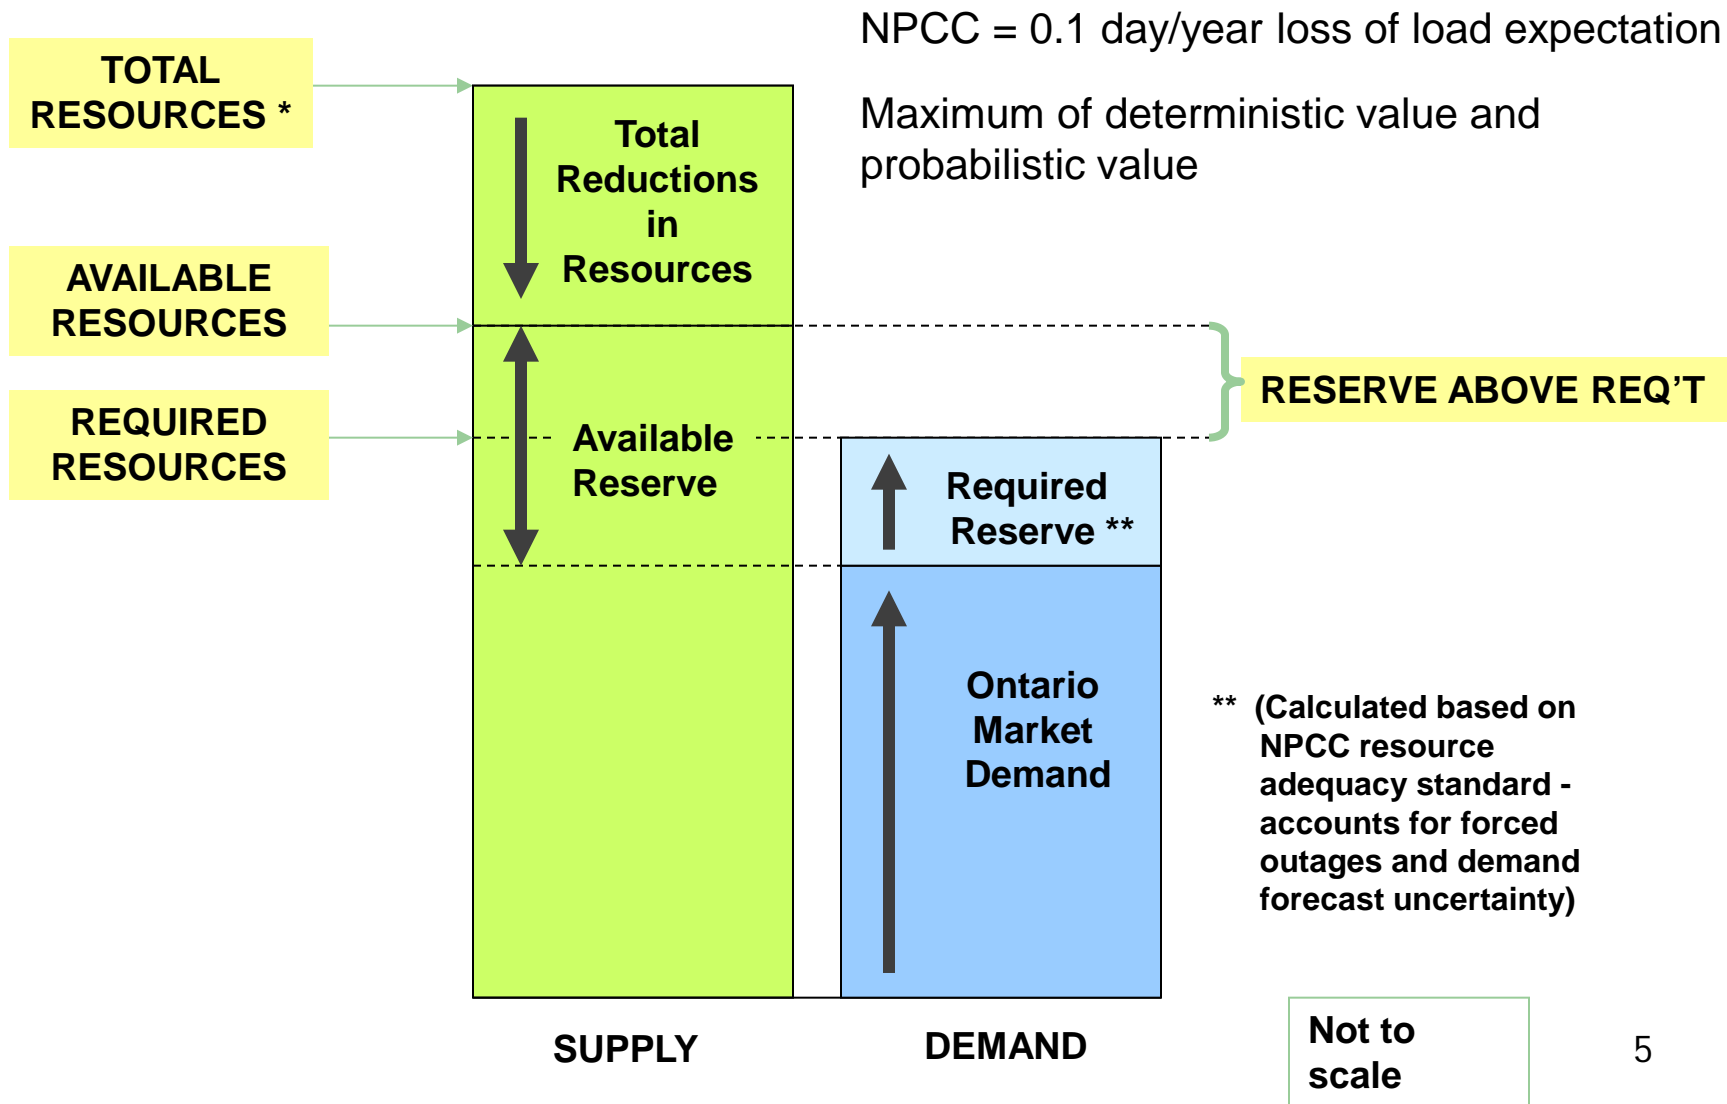 NPCC = 0.1 day/year loss of load expectation
Maximum of deterministic value and
probabilistic value
TOTAL
RESOURCES *
AVAILABLE
RESOURCES
REQUIRED
RESOURCES
Total
Reductions
in
Resources
Available
Reserve
Required
Reserve **
Ontario
Market
Demand
RESERVE ABOVE REQ’T
** (Calculated based on
NPCC resource
adequacy standard -
accounts for forced
outages and demand
forecast uncertainty)
SUPPLY
DEMAND
Not to
scale
5